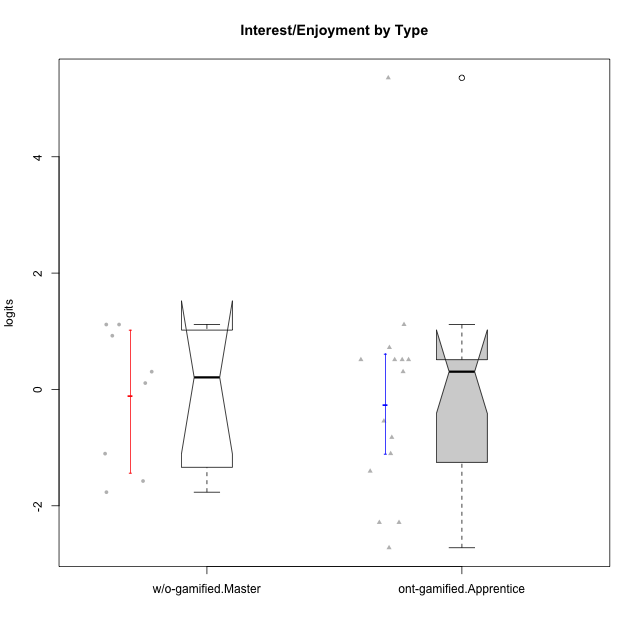 Interest/Enjoyment by Type
logits
4
2
0
-2
w/o-gamified.Master
ont-gamified.Apprentice